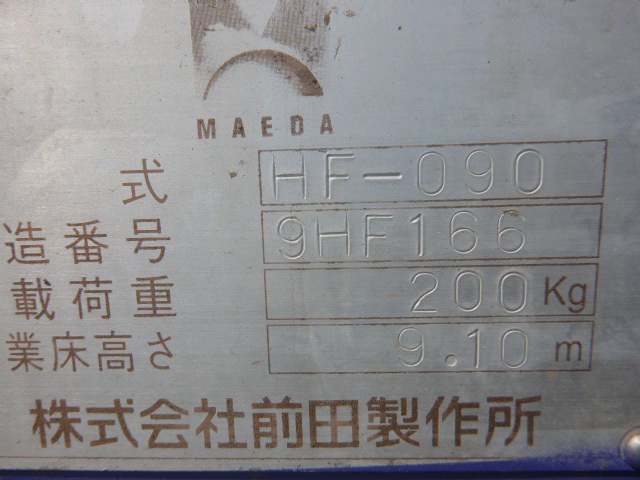 MAEDA
式 HF-090
造番号 9HF166
載荷重 200Kg
業床高さ 9.10m
株式会社前田製作所